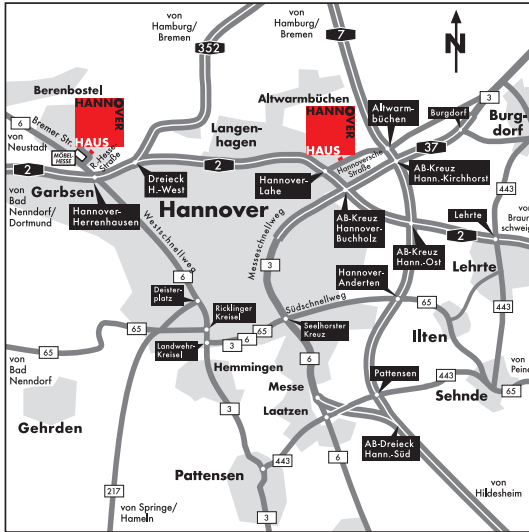 von
Hamburg/
Bremen
352
von
Hamburg/
Bremen
7
N
Berenbostel
HANNOVER
HAUS
Altwarmbüchen
HANNOVER
HAUS
6
Bremer Str.
von
Neustadt
MÖBEL-
HESSE
R.-Hesse-
Straße
Langen-
hagen
Altwarm-
büchen
Burgdorf
3
Burg-
dorf
37
Hannoversche
Straße
AB-Kreuz
Hann.-Kirchhorst
2
Garbsen
Dreieck
H.-West
2
Hannover-
Lahe
443
von
Bad
Nenndorf/
Dortmund
Hannover-
Herrenhausen
Hannover
AB-Kreuz
Hannover-
Buchholz
AB-Kreuz
Hann.-Ost
Lehrte
2
von
Braun-
schweig
Lehrte
443
Westschnellweg
Messeschnellweg
3
6
Hannover-
Anderten
Deister-
platz
Ricklinger
Kreisel
Südschnellweg
65
65
65
Landwehr-
Kreisel
3
6
65
Seelhorster
Kreuz
Ilten
65
von
Bad
Nenndorf
Hemmingen
6
von
Peine
Messe
Pattensen
443
Sehnde
3
Laatzen
Gehrden
AB-Dreieck
Hann.-Süd
443
6
Pattensen
217
von Springe/
Hameln
3
von
Hildesheim